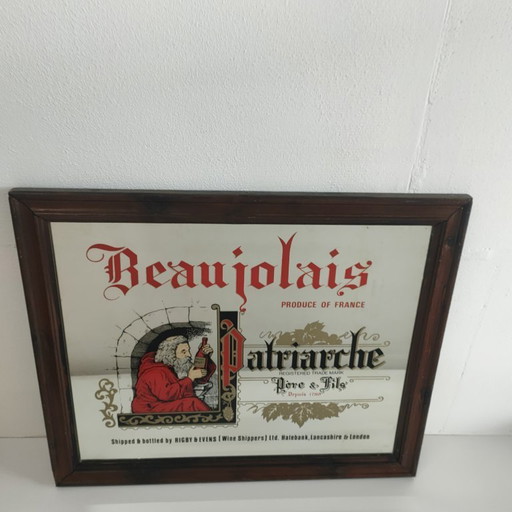 Beaujolais
PRODUCE OF FRANCE
Patriarche
REGISTERED TRADE MARK
Père & Fils
Depuis 1780
Shipped & bottled by RIGBY & EVENS (Wine Shippers) Ltd. Halebank, Lancashire & London